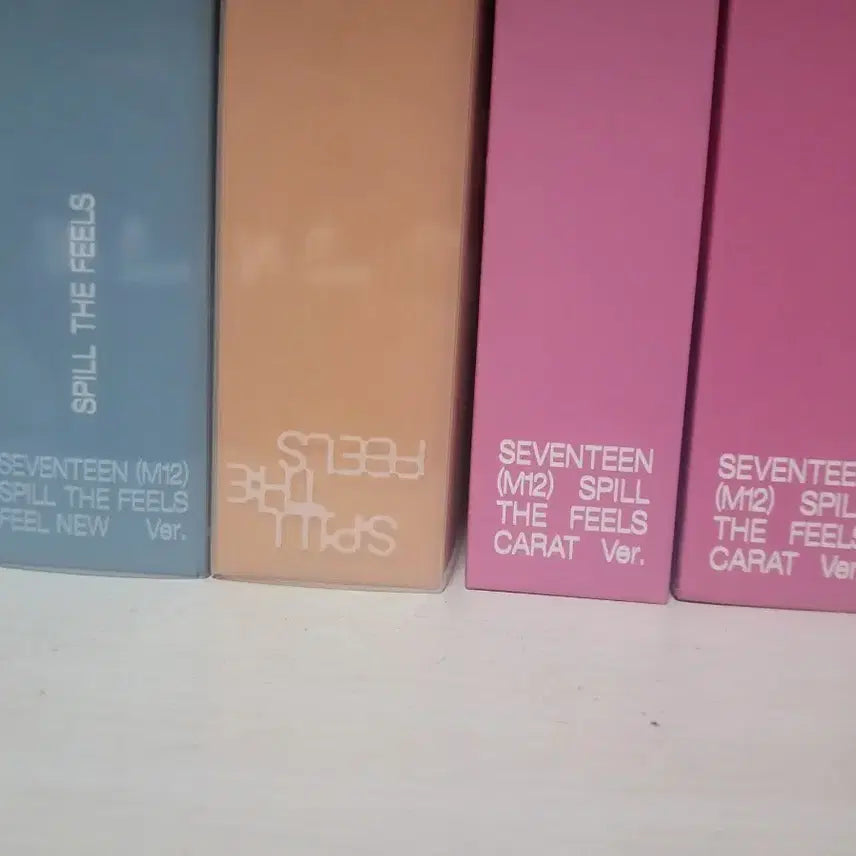 SPILL THE FEELS
SEVENTEEN (M12)
SPILL THE FEELS
FEEL NEW Ver.
SPILL
THE
FEELS
SEVENTEEN
(M12) SPILL
THE FEELS
CARAT Ver.
SEVENTEE
(M12) SPIL
THE FEELS
CARAT Ver